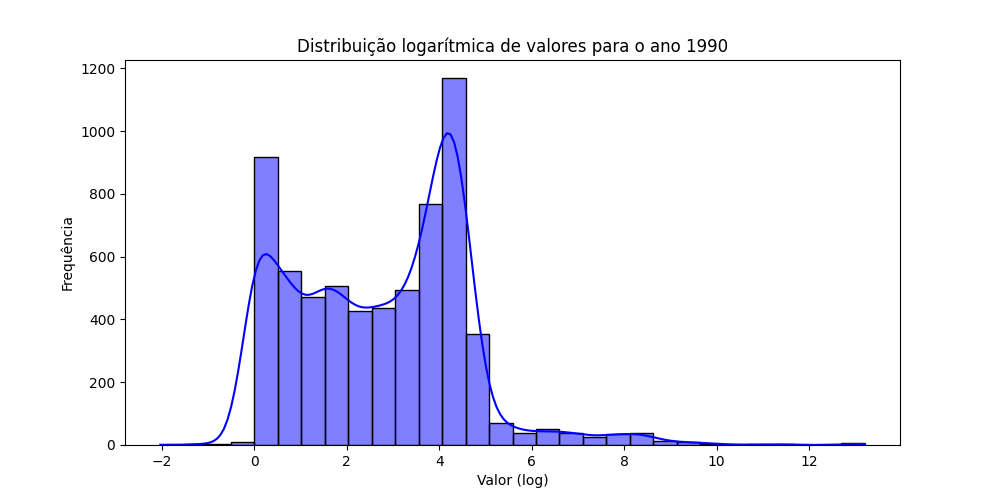 Distribuição logarítmica de valores para o ano 1990
1200
1000
800
600
400
200
0
Frequência
−2 0 2 4 6 8 10 12
Valor (log)